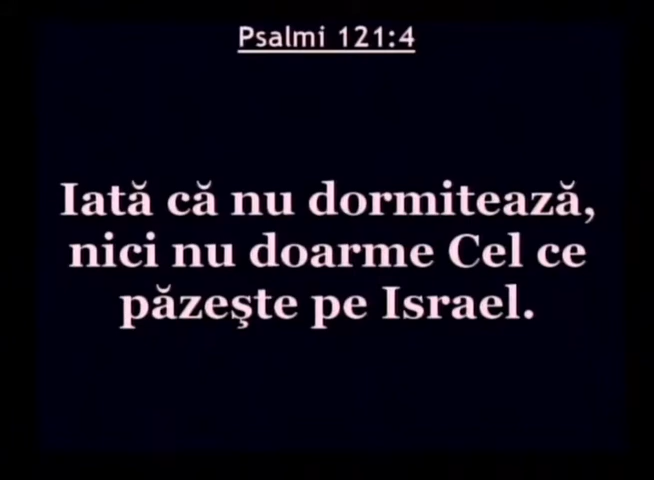 Psalmi 121:4
Iată că nu dormitează,
nici nu doarme Cel ce
păzeşte pe Israel.